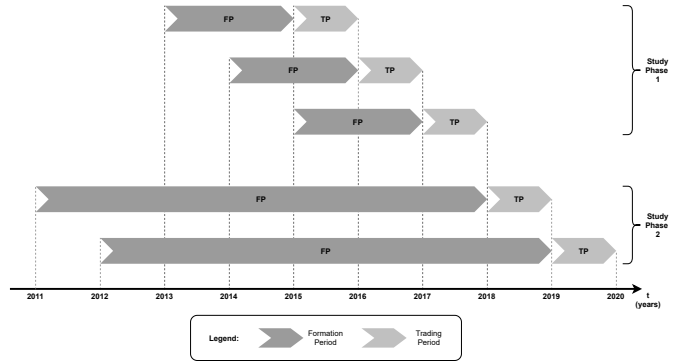 FP TP
FP TP
FP TP
Study
Phase
1
FP TP
FP TP
Study
Phase
2
2011 2012 2013 2014 2015 2016 2017 2018 2019 2020 t
(years)
Legend: Formation
Period Trading
Period